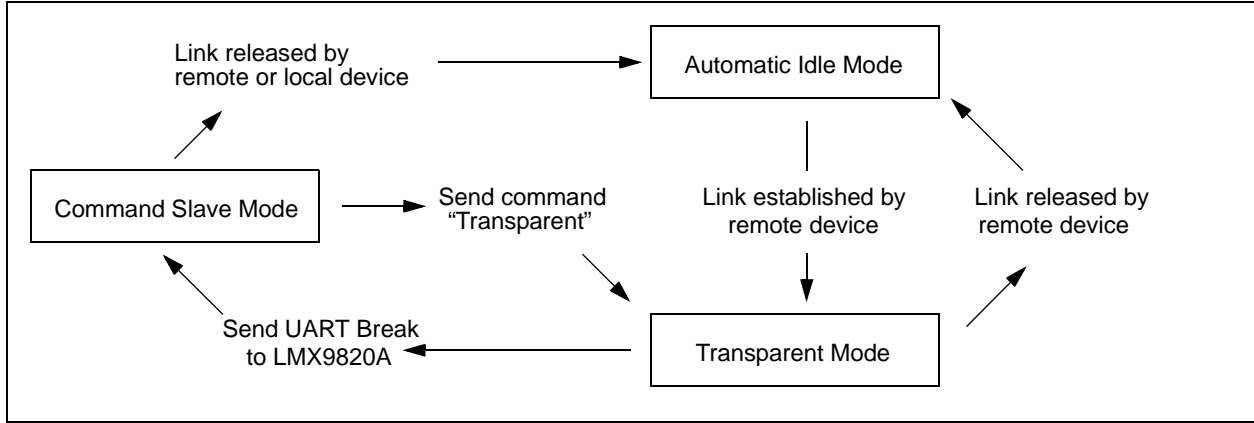 Link released by
remote or local device
Automatic Idle Mode
Command Slave Mode
Send command
“Transparent”
Link established by
remote device
Link released by
remote device
Send UART Break
to LMX9820A
Transparent Mode